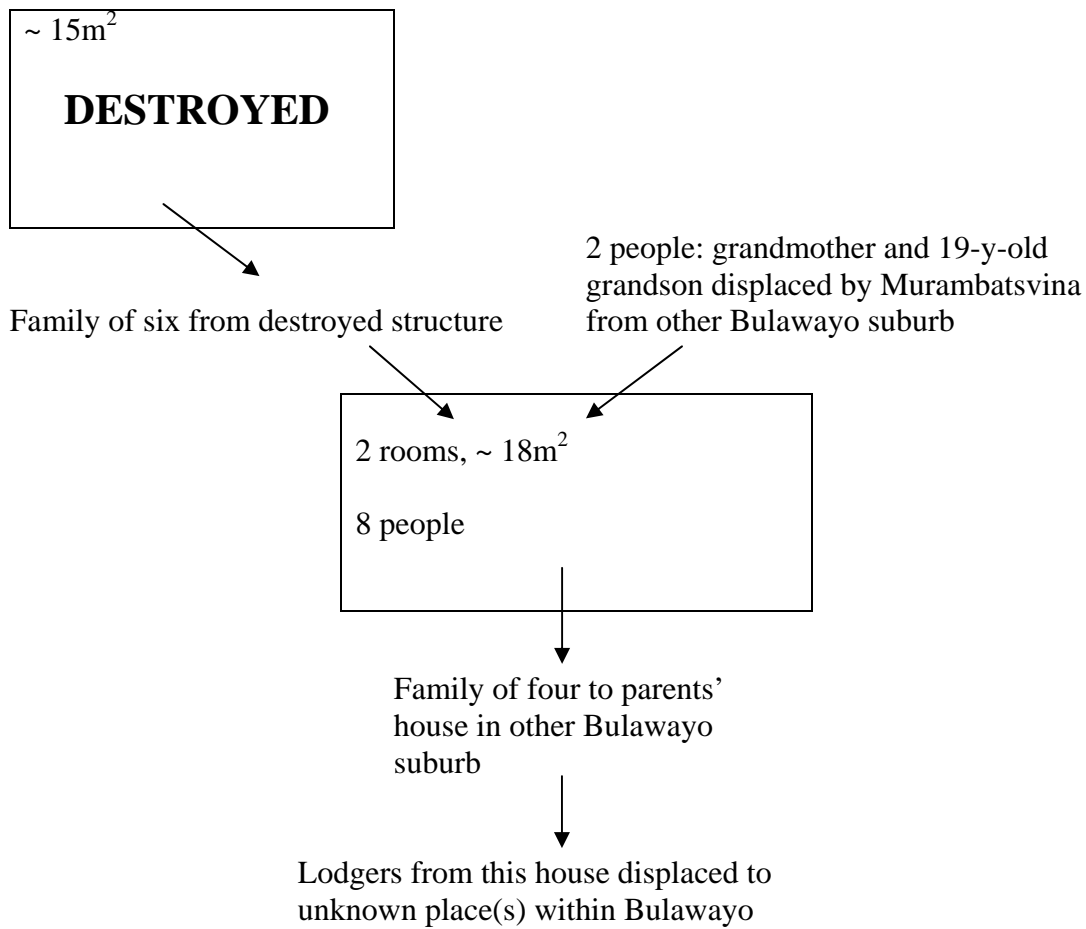 ~ 15m²
DESTROYED
2 people: grandmother and 19-y-old
grandson displaced by Murambatsvina
from other Bulawayo suburb
Family of six from destroyed structure
2 rooms, ~ 18m²
8 people
Family of four to parents’
house in other Bulawayo
suburb
Lodgers from this house displaced to
unknown place(s) within Bulawayo